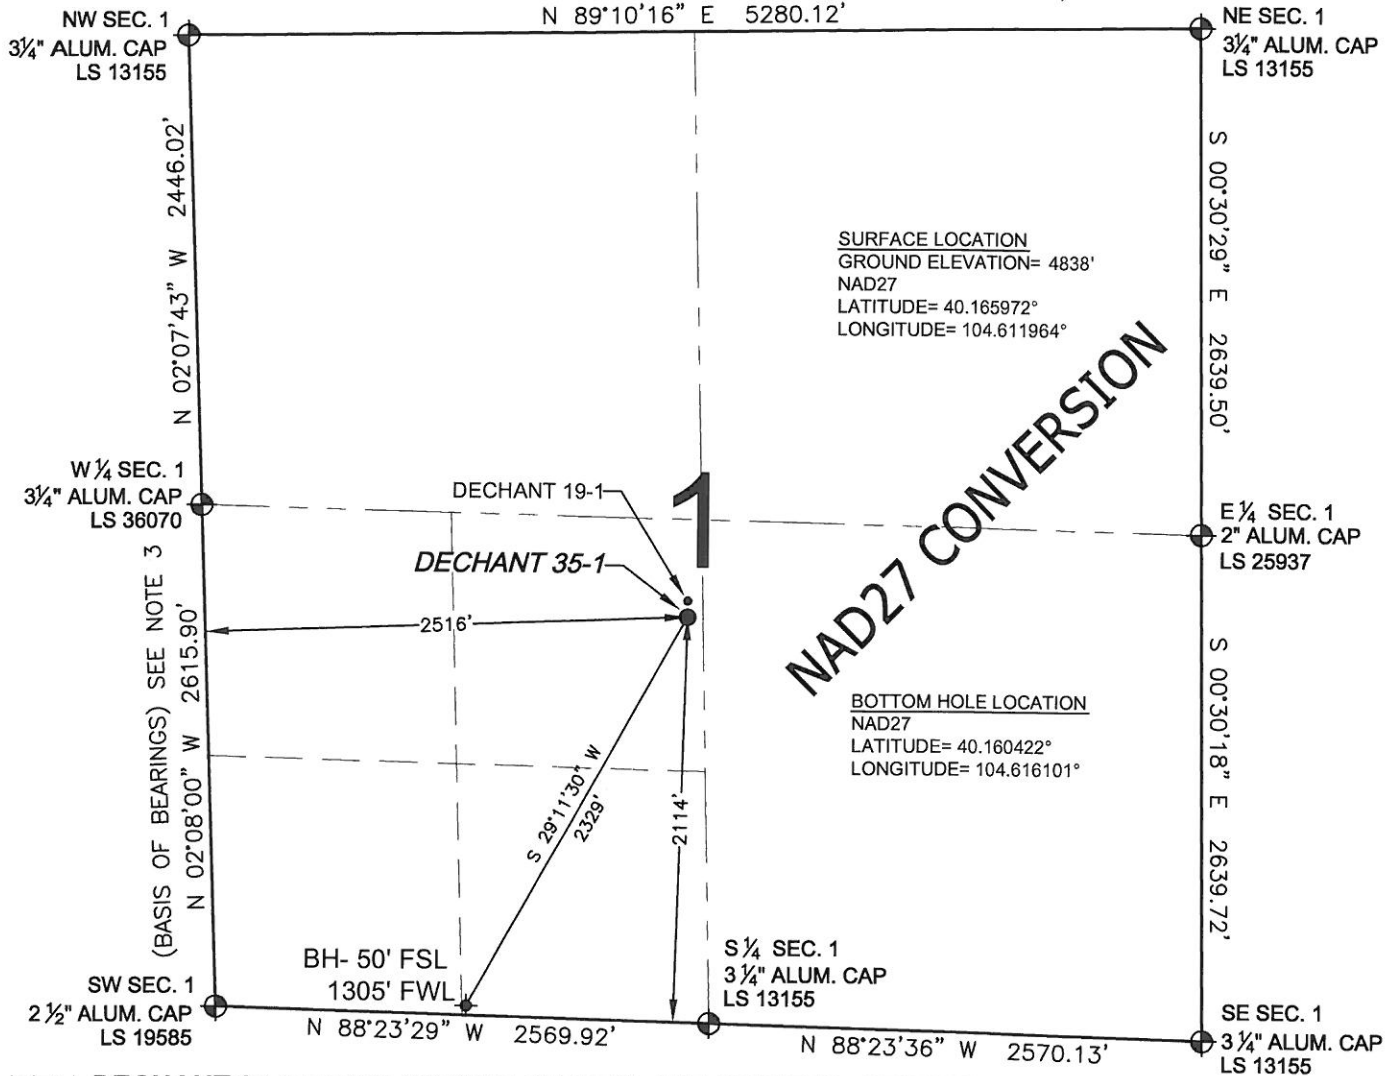 N 89°10'16" E 5280.12'
NW SEC. 1
3¼" ALUM. CAP
LS 13155
NE SEC. 1
3¼" ALUM. CAP
LS 13155
N 02°07'43" W 2446.02'
S 00°30'29" E 2639.50'
SURFACE LOCATION
GROUND ELEVATION= 4838'
NAD27
LATITUDE= 40.165972°
LONGITUDE= 104.611964°
NAD27 CONVERSION
W ¼ SEC. 1
3¼" ALUM. CAP
LS 36070
DECHANT 19-1
1
DECHANT 35-1
E ¼ SEC. 1
2" ALUM. CAP
LS 25937
(BASIS OF BEARINGS) SEE NOTE 3
N 02°08'00" W 2615.90'
2516'
S 29°11'30" W
2329'
2114'
BOTTOM HOLE LOCATION
NAD27
LATITUDE= 40.160422°
LONGITUDE= 104.616101°
S 00°30'18" E 2639.72'
BH- 50' FSL
1305' FWL
S ¼ SEC. 1
3 ¼" ALUM. CAP
LS 13155
SW SEC. 1
2 ½" ALUM. CAP
LS 19585
N 88°23'29" W 2569.92'
N 88°23'36" W 2570.13'
SE SEC. 1
3 ¼" ALUM. CAP
LS 13155